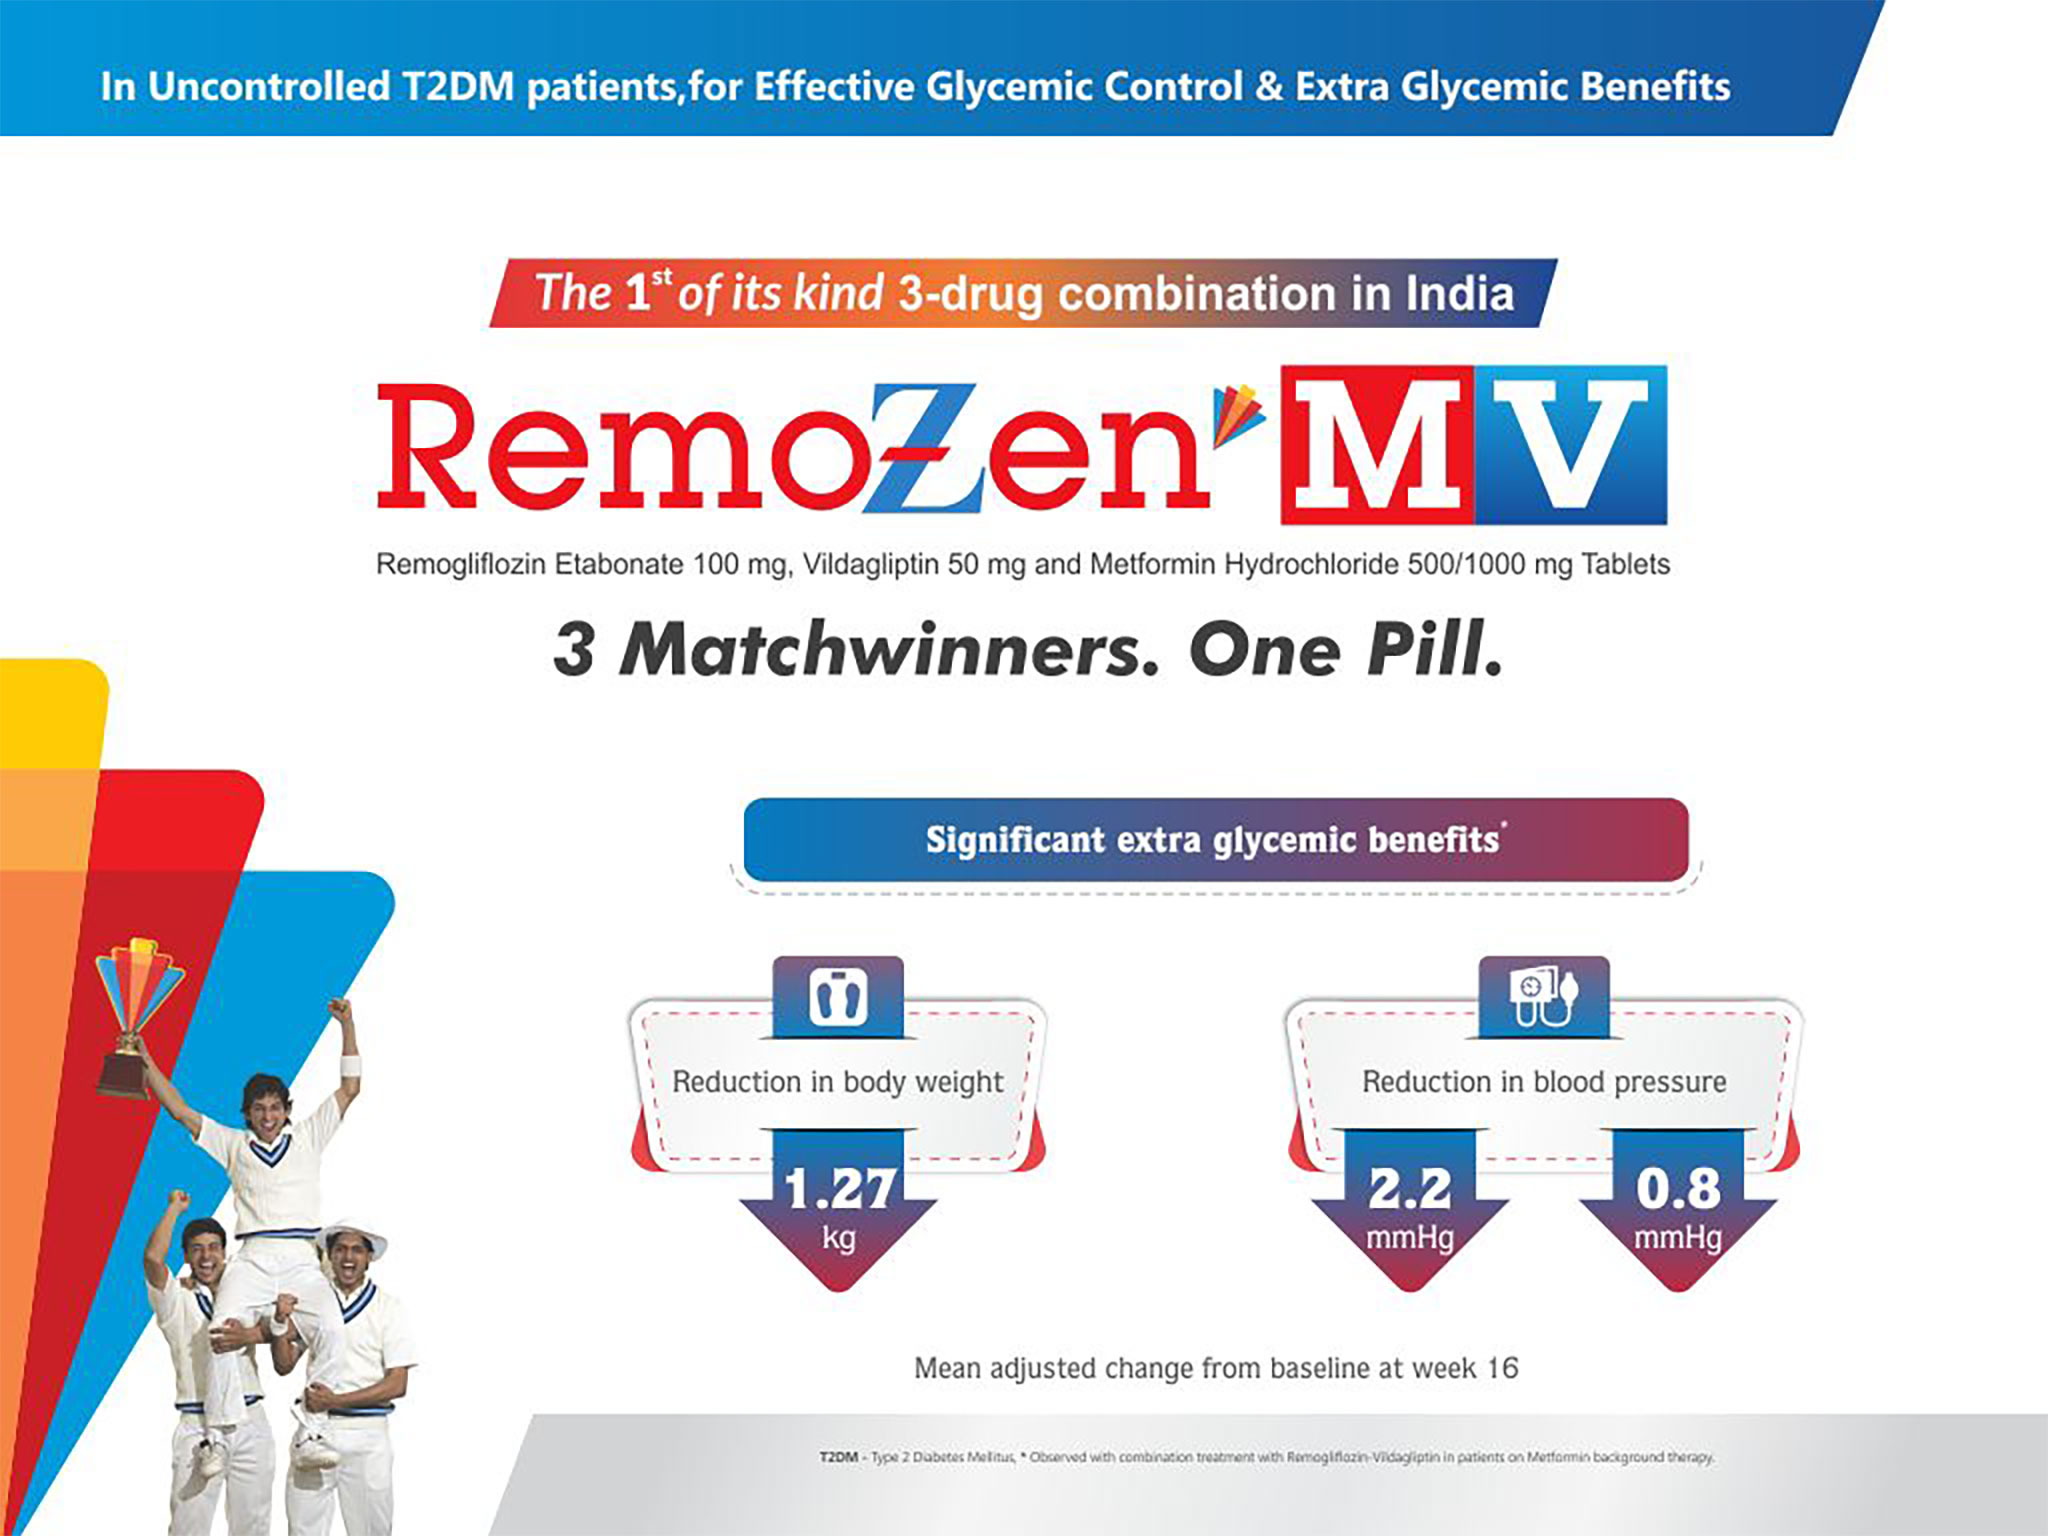 In Uncontrolled T2DM patients,for Effective Glycemic Control & Extra Glycemic Benefits
The 1st of its kind 3-drug combination in India
RemoZen MV
Remogliflozin Etabonate 100 mg, Vildagliptin 50 mg and Metformin Hydrochloride 500/1000 mg Tablets
3 Matchwinners. One Pill.
Significant extra glycemic benefits*
Reduction in body weight
1.27
kg
Reduction in blood pressure
2.2
mmHg
0.8
mmHg
Mean adjusted change from baseline at week 16
T2DM - Type 2 Diabetes Mellitus, * Observed with combination treatment with Remogliflozin-Vildagliptin in patients on Metformin background therapy.